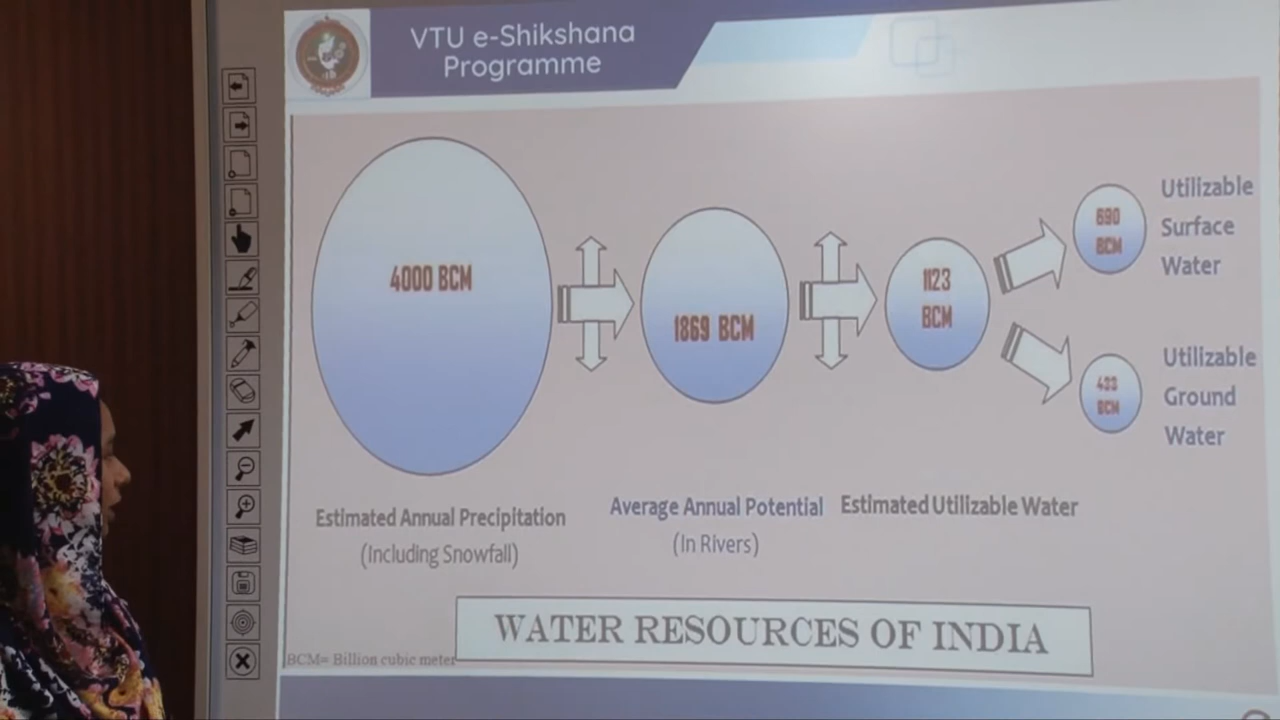 VTU e-Shikshana
Programme
4000 BCM
1869 BCM
1123
BCM
690
BCM
433
BCM
Utilizable
Surface
Water
Utilizable
Ground
Water
Estimated Annual Precipitation
(Including Snowfall)
Average Annual Potential
(In Rivers)
Estimated Utilizable Water
WATER RESOURCES OF INDIA
BCM= Billion cubic meter